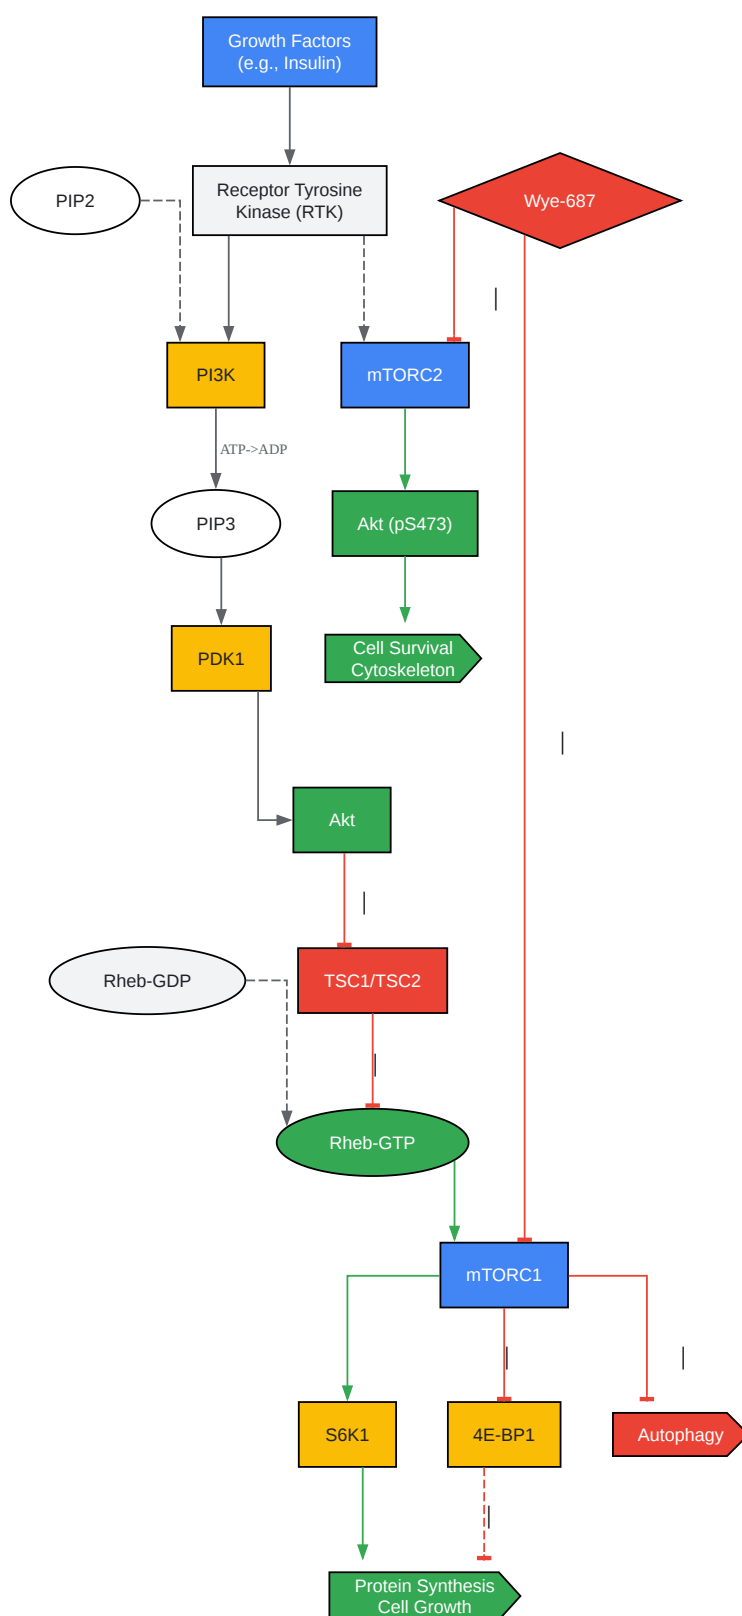 Growth Factors
(e.g., Insulin)
PIP2
Receptor Tyrosine
Kinase (RTK)
Wye-687
|
PI3K
mTORC2
ATP->ADP
PIP3
Akt (pS473)
PDK1
Cell Survival
Cytoskeleton
|
Akt
|
Rheb-GDP
TSC1/TSC2
|
Rheb-GTP
mTORC1
|
|
S6K1
4E-BP1
Autophagy
|
Protein Synthesis
Cell Growth